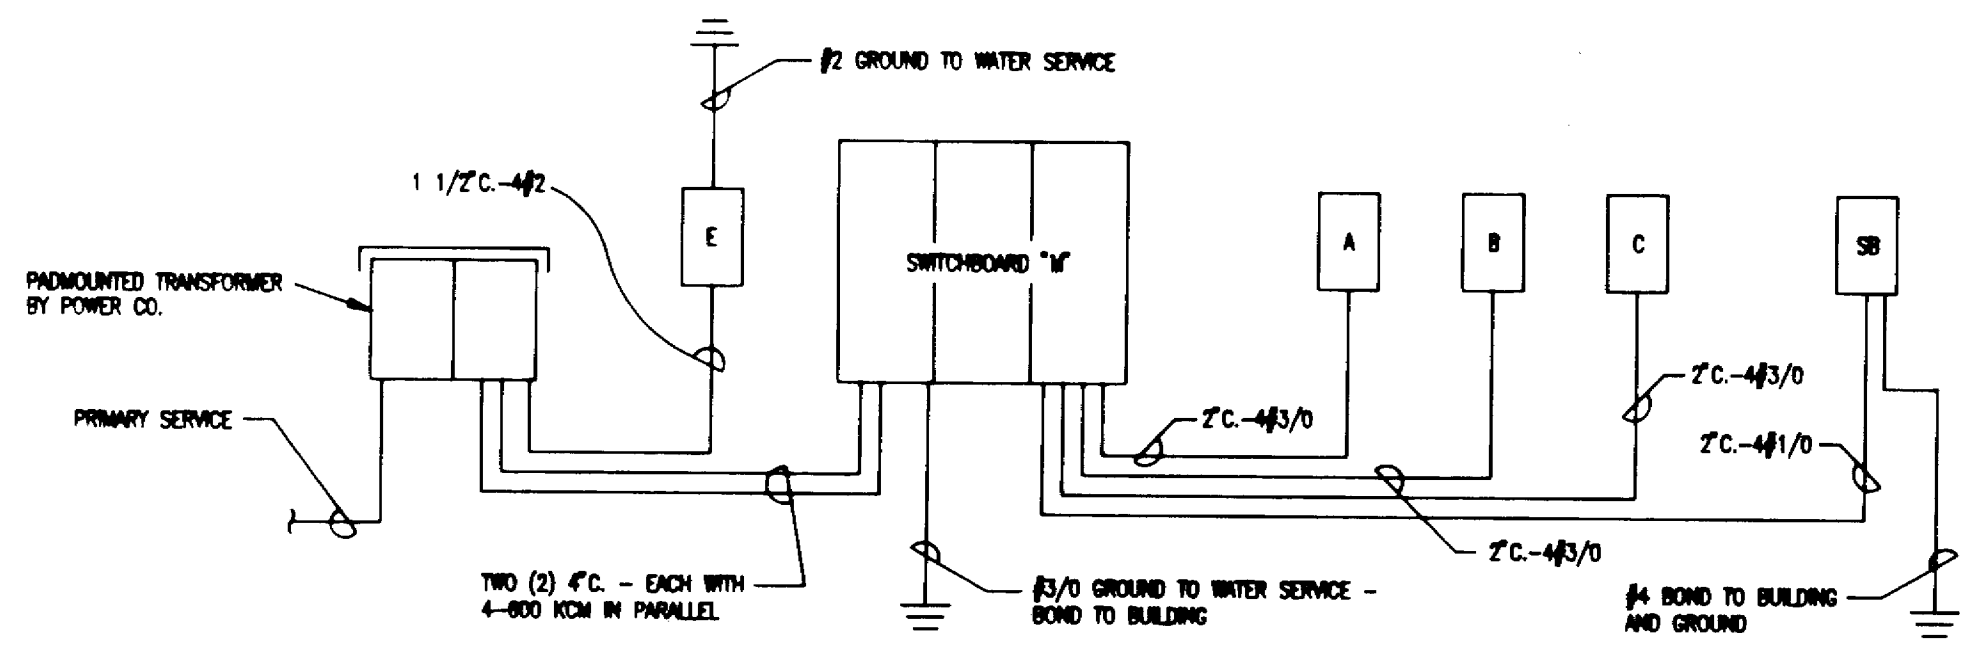 #2 GROUND TO WATER SERVICE
1 1/2"C.-4#2
E
SWITCHBOARD "M"
A
B
C
SB
PADMOUNTED TRANSFORMER
BY POWER CO.
PRIMARY SERVICE
2"C.-4#3/0
2"C.-4#3/0
2"C.-4#1/0
2"C.-4#3/0
TWO (2) 4"C. - EACH WITH
4-600 KCM IN PARALLEL
#3/0 GROUND TO WATER SERVICE -
BOND TO BUILDING
#4 BOND TO BUILDING
AND GROUND